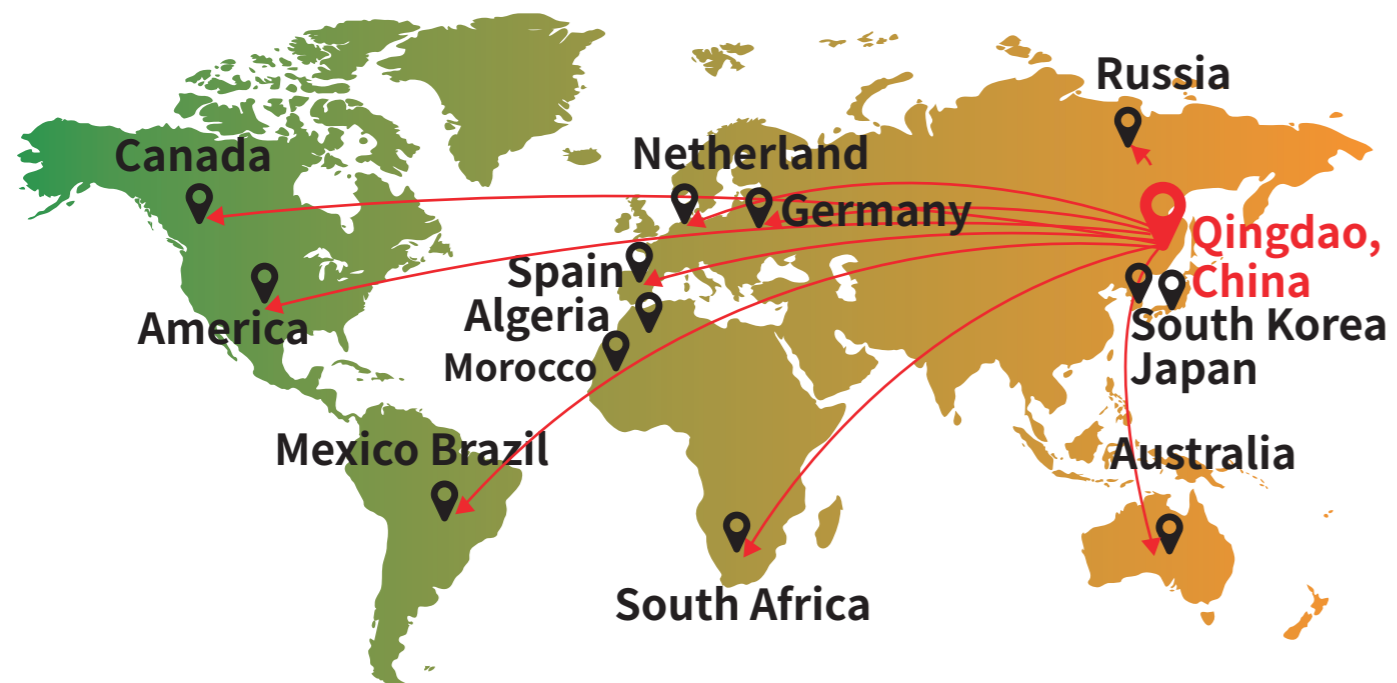 Russia
Canada
Netherland
Germany
Qingdao,
China
Spain
Algeria
America
South Korea
Morocco
Japan
Mexico Brazil
Australia
South Africa